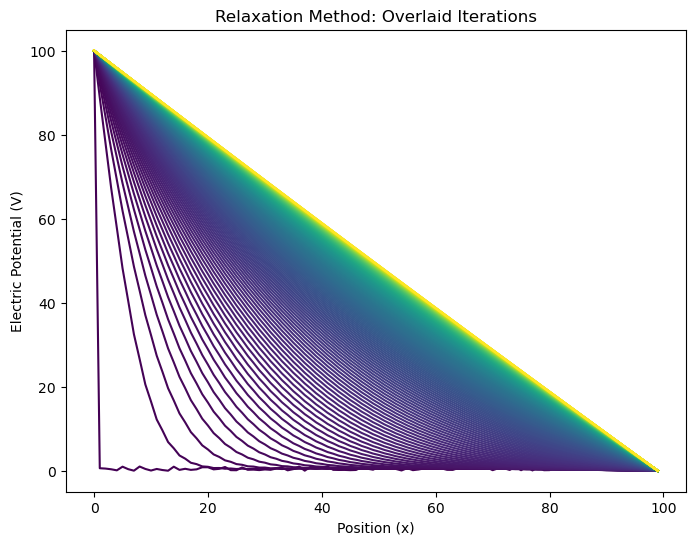 Relaxation Method: Overlaid Iterations
Electric Potential (V)
100
80
60
40
20
0
0 20 40 60 80 100
Position (x)